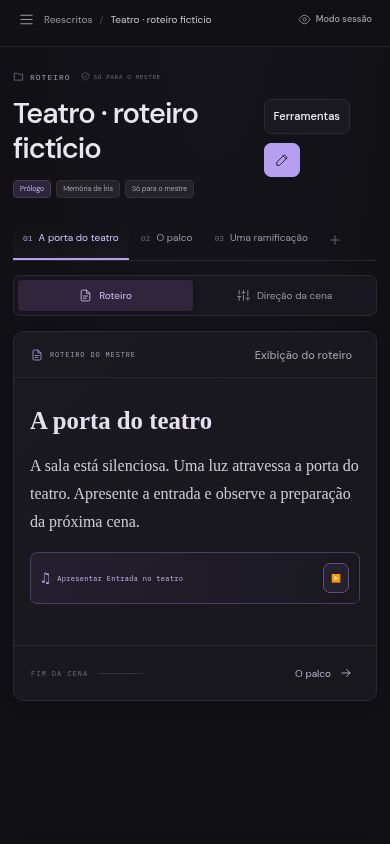 Reescritos / Teatro · roteiro fictício
Modo sessão
ROTEIRO
SÓ PARA O MESTRE
Teatro · roteiro
fictício
Ferramentas
Prólogo
Memória de Íris
Só para o mestre
01 A porta do teatro
02 O palco
03 Uma ramificação
Roteiro
Direção da cena
ROTEIRO DO MESTRE
Exibição do roteiro
A porta do teatro
A sala está silenciosa. Uma luz atravessa a porta do
teatro. Apresente a entrada e observe a preparação
da próxima cena.
Apresentar Entrada no teatro
FIM DA CENA
O palco